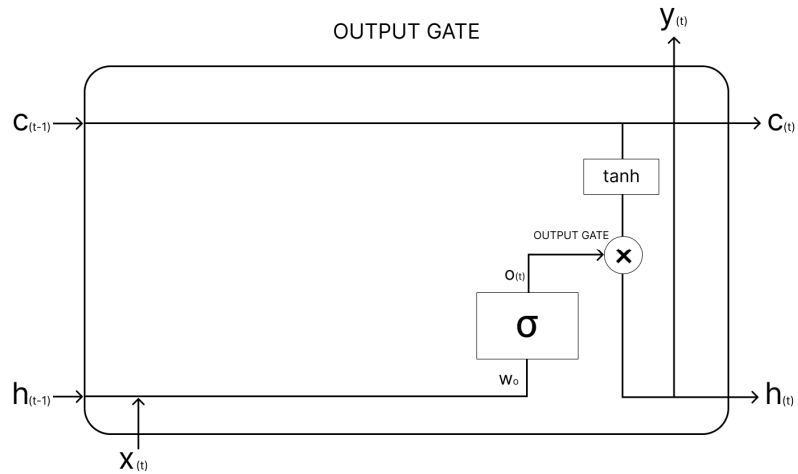 OUTPUT GATE
y(t)
c(t-1)
c(t)
tanh
OUTPUT GATE
×
o(t)
σ
wo
h(t-1)
h(t)
x(t)